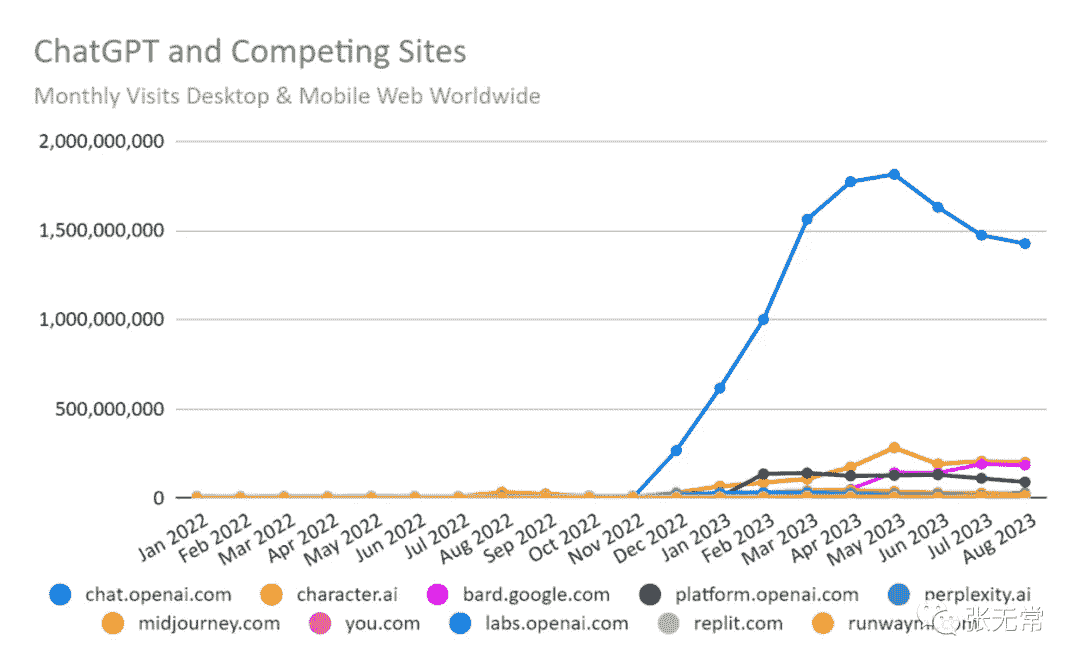 ChatGPT and Competing Sites
Monthly Visits Desktop & Mobile Web Worldwide
2,000,000,000
1,500,000,000
1,000,000,000
500,000,000
0
Jan 2022 Feb 2022 Mar 2022 Apr 2022 May 2022 Jun 2022 Jul 2022 Aug 2022 Sep 2022 Oct 2022 Nov 2022 Dec 2022 Jan 2023 Feb 2023 Mar 2023 Apr 2023 May 2023 Jun 2023 Jul 2023 Aug 2023
chat.openai.com character.ai bard.google.com platform.openai.com perplexity.ai
midjourney.com you.com labs.openai.com replit.com
张无常